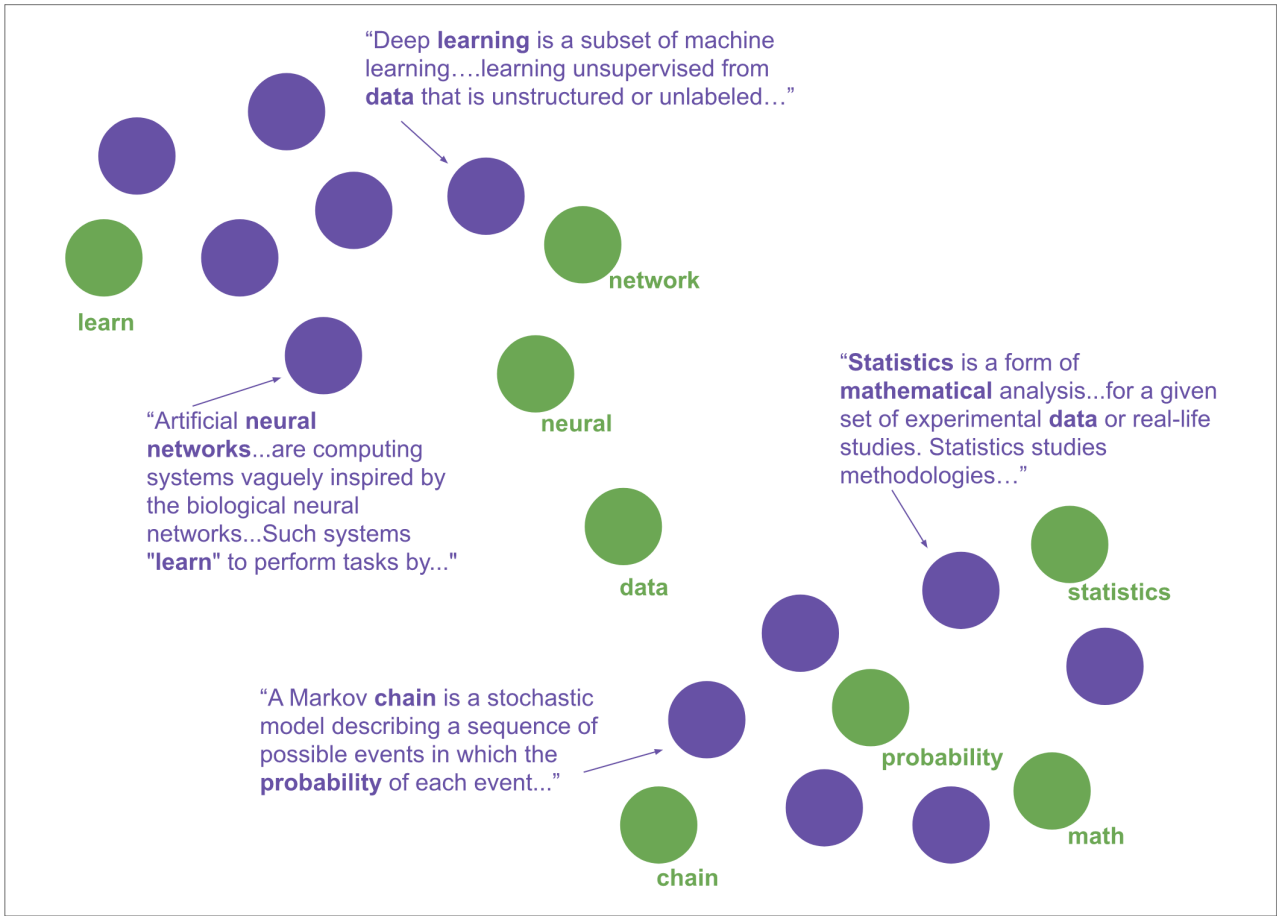 “Deep learning is a subset of machine
learning….learning unsupervised from
data that is unstructured or unlabeled…”
network
learn
neural
“Artificial neural
networks...are computing
systems vaguely inspired by
the biological neural
networks...Such systems
"learn" to perform tasks by..."
“Statistics is a form of
mathematical analysis...for a given
set of experimental data or real-life
studies. Statistics studies
methodologies…”
data
statistics
“A Markov chain is a stochastic
model describing a sequence of
possible events in which the
probability of each event...”
probability
math
chain